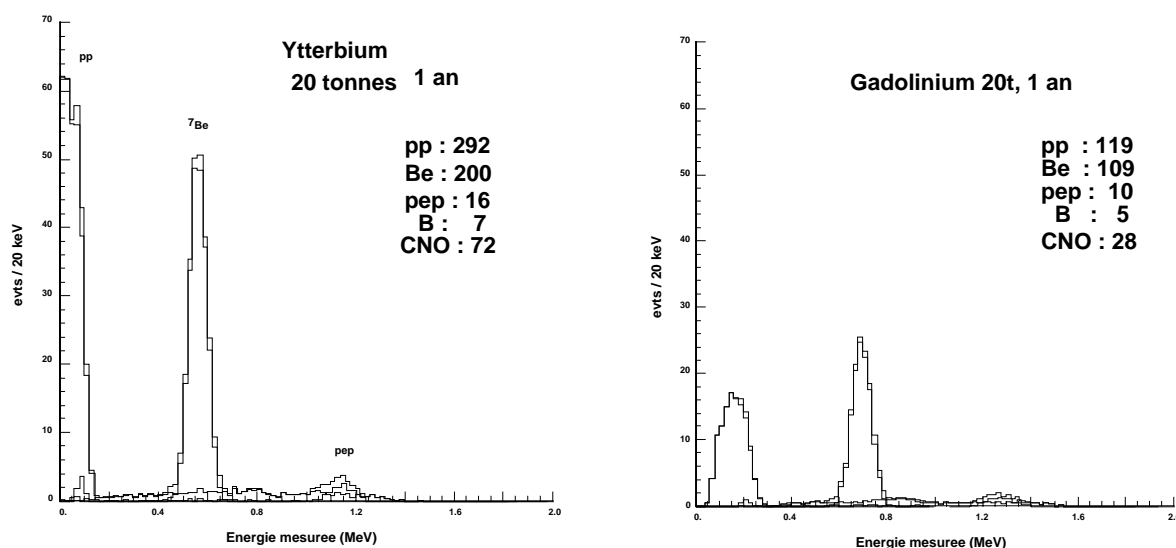 70
60
50
40
30
20
10
0
evts / 20 keV
pp
Ytterbium
20 tonnes 1 an
7Be
pp : 292
Be : 200
pep : 16
B : 7
CNO : 72
pep
0. 0.4 0.8 1.2 1.6 2.0
Energie mesuree (MeV)
70
60
50
40
30
20
10
0
evts / 20 keV
Gadolinium 20t, 1 an
pp : 119
Be : 109
pep : 10
B : 5
CNO : 28
0. 0.4 0.8 1.2 1.6 2.0
Energie mesuree (MeV)